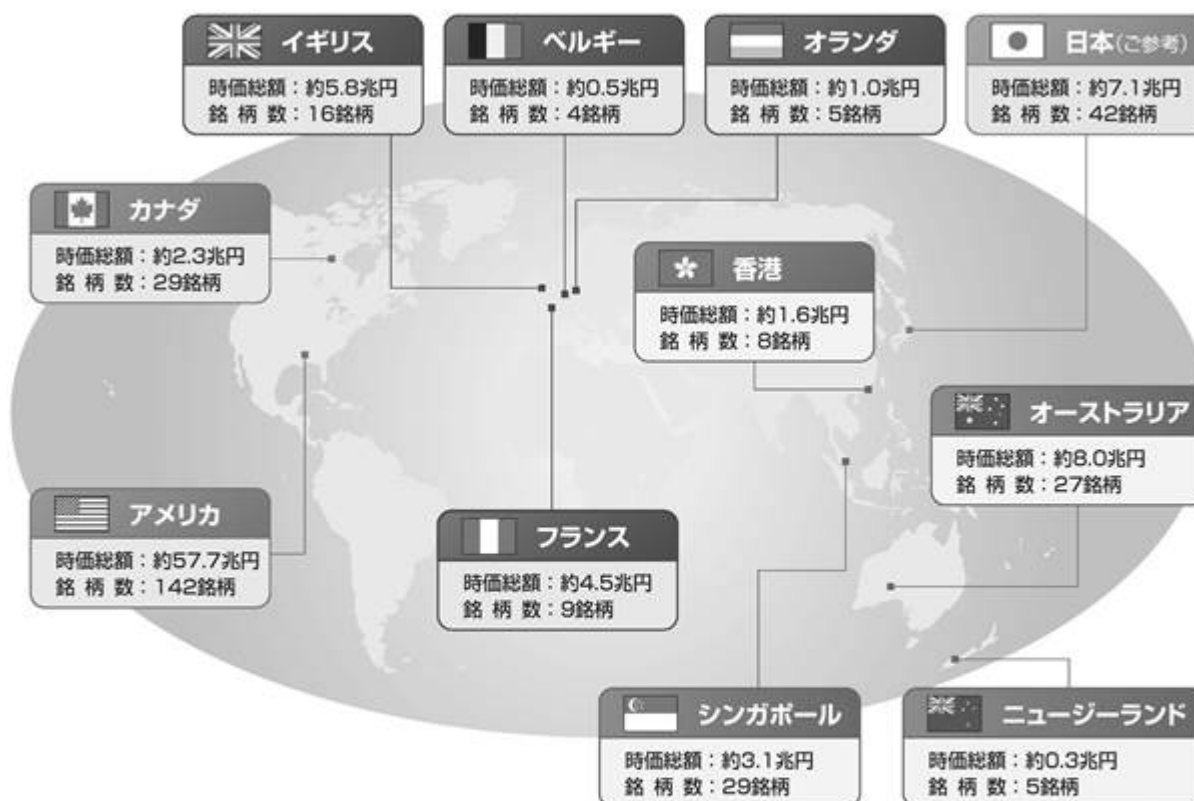 イギリス
時価総額：約5.8兆円
銘柄数：16銘柄
ベルギー
時価総額：約0.5兆円
銘柄数：4銘柄
オランダ
時価総額：約1.0兆円
銘柄数：5銘柄
日本(ご参考)
時価総額：約7.1兆円
銘柄数：42銘柄
カナダ
時価総額：約2.3兆円
銘柄数：29銘柄
香港
時価総額：約1.6兆円
銘柄数：8銘柄
オーストラリア
時価総額：約8.0兆円
銘柄数：27銘柄
アメリカ
時価総額：約57.7兆円
銘柄数：142銘柄
フランス
時価総額：約4.5兆円
銘柄数：9銘柄
シンガポール
時価総額：約3.1兆円
銘柄数：29銘柄
ニュージーランド
時価総額：約0.3兆円
銘柄数：5銘柄